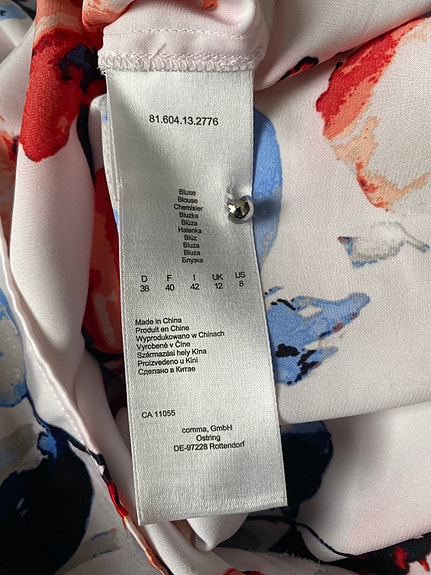 81.604.13.2776
Bluse
Blouse
Chemisier
Bluzka
Blúza
Halenka
Blúz
Bluza
Bluza
Блузка
D F I UK US
38 40 42 12 8
Made in China
Produit en Chine
Wyprodukowano w Chinach
Vyrobené v Číne
Származási hely Kína
Proizvedeno u Kini
Сделано в Китае
CA 11055
comma, GmbH
Ostring
DE-97228 Rottendorf